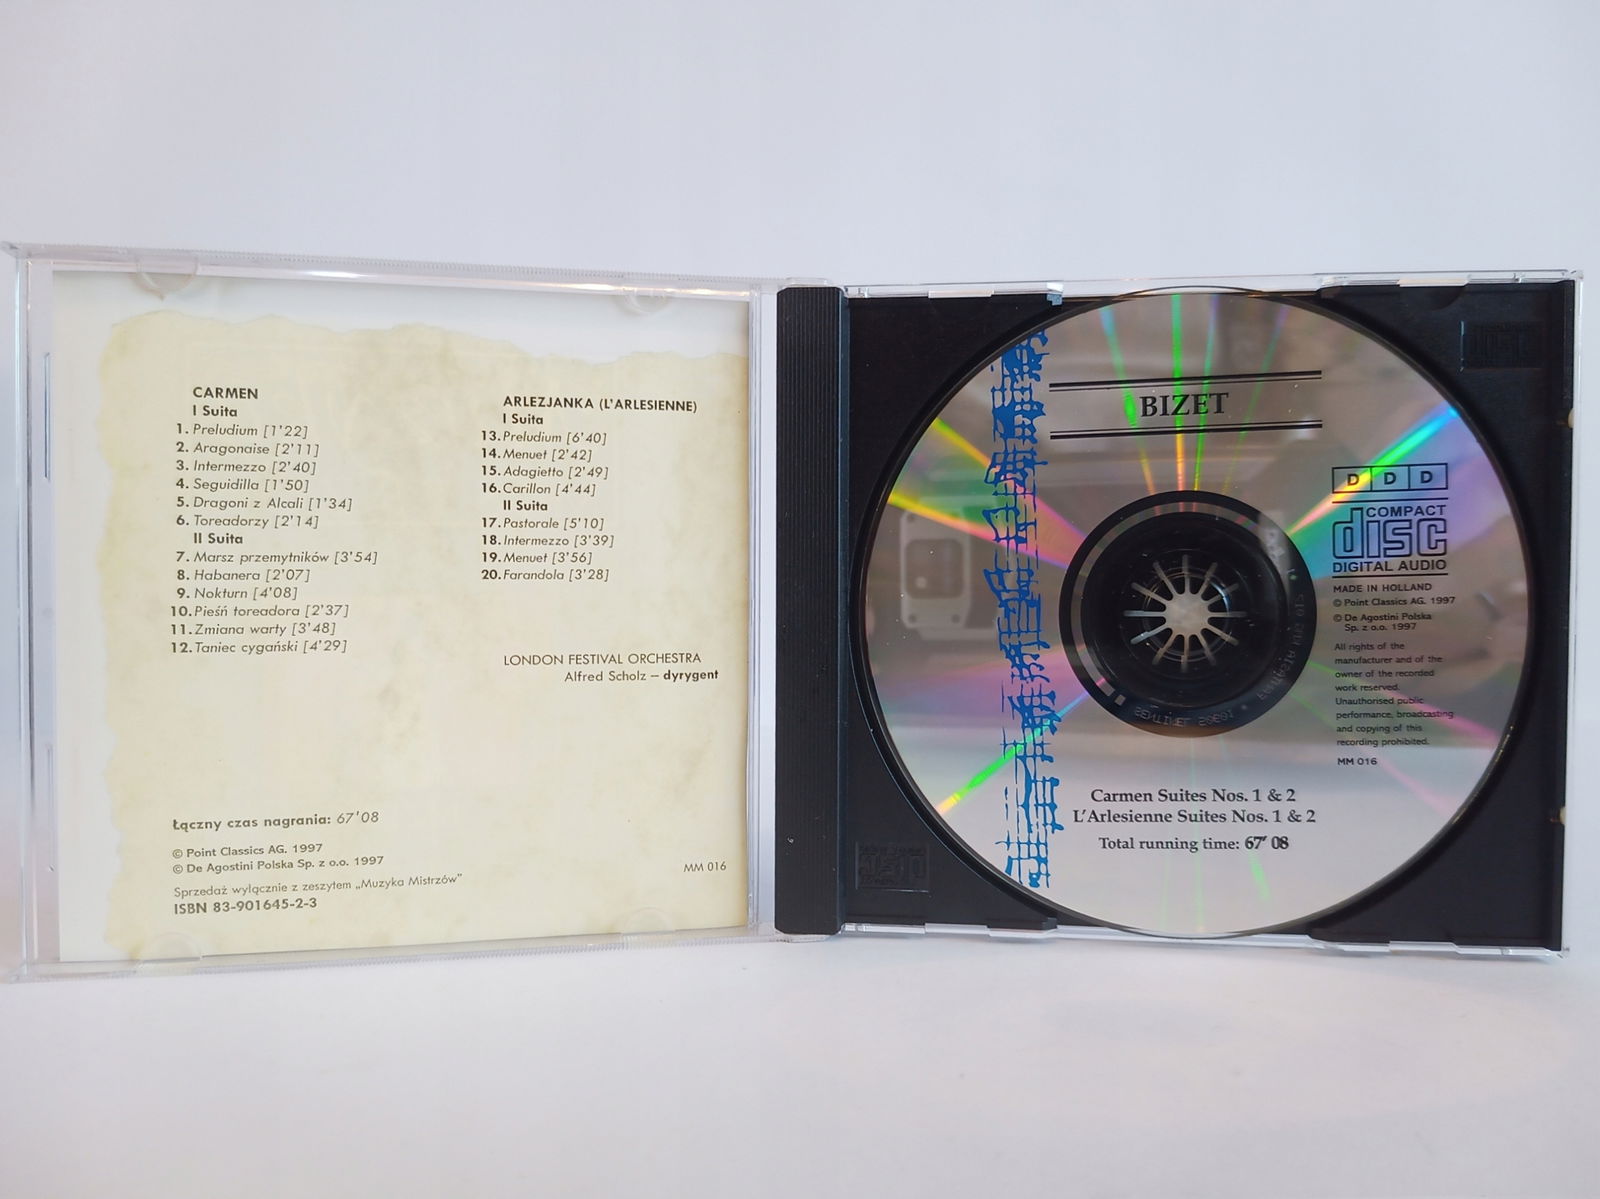 CARMEN
I Suita
1. Preludium [1'22]
2. Aragonaise [2'11]
3. Intermezzo [2'40]
4. Seguidilla [1'50]
5. Dragoni z Alcali [1'34]
6. Toreadorzy [2'14]
II Suita
7. Marsz przemytników [3'54]
8. Habanera [2'07]
9. Nokturn [4'08]
10. Pieśń toreadora [2'37]
11. Zmiana warty [3'48]
12. Taniec cygański [4'29]
ARLEZJANKA (L'ARLESIENNE)
I Suita
13. Preludium [6'40]
14. Menuet [2'42]
15. Adagietto [2'49]
16. Carillon [4'44]
II Suita
17. Pastorale [5'10]
18. Intermezzo [3'39]
19. Menuet [3'56]
20. Farandola [3'28]
LONDON FESTIVAL ORCHESTRA
Alfred Scholz – dyrygent
Łączny czas nagrania: 67'08
© Point Classics AG. 1997
© De Agostini Polska Sp. z o.o. 1997
Sprzedaż wyłącznie z zeszytem „Muzyka Mistrzów"
ISBN 83-901645-2-3
MM 016
BIZET
D D D
COMPACT
disc
DIGITAL AUDIO
MADE IN HOLLAND
© Point Classics AG. 1997
© De Agostini Polska
Sp. z o.o. 1997
All rights of the
manufacturer and of the
owner of the recorded
work reserved.
Unauthorised public
performance, broadcasting
and copying of this
recording prohibited.
MM 016
Carmen Suites Nos. 1 & 2
L'Arlesienne Suites Nos. 1 & 2
Total running time: 67' 08